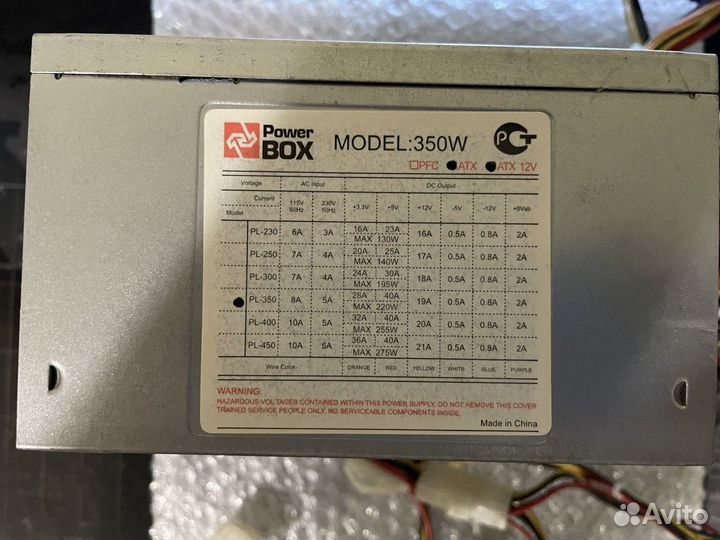 Power
BOX
MODEL:350W
PCT
PFC ATX ATX 12V
Voltage AC Input DC Output
Current 115V 60Hz 230V 50Hz +3.3V +5V +12V -5V -12V +5Vsb
Model
PL-230 6A 3A 16A 23A 16A 0.5A 0.8A 2A
MAX 130W
PL-250 7A 4A 20A 25A 17A 0.5A 0.8A 2A
MAX 140W
PL-300 7A 4A 24A 30A 18A 0.5A 0.8A 2A
MAX 195W
PL-350 8A 5A 28A 40A 19A 0.5A 0.8A 2A
MAX 220W
PL-400 10A 5A 32A 40A 20A 0.5A 0.8A 2A
MAX 255W
PL-450 10A 5A 36A 40A 21A 0.5A 0.8A 2A
MAX 275W
Wire Color ORANGE RED YELLOW WHITE BLUE PURPLE
WARNING:
HAZARDOUS VOLTAGES CONTAINED WITHIN THIS POWER SUPPLY. DO NOT REMOVE THIS COVER
TRAINED SERVICE PEOPLE ONLY. NO SERVICEABLE COMPONENTS INSIDE.
Made in China
Avito